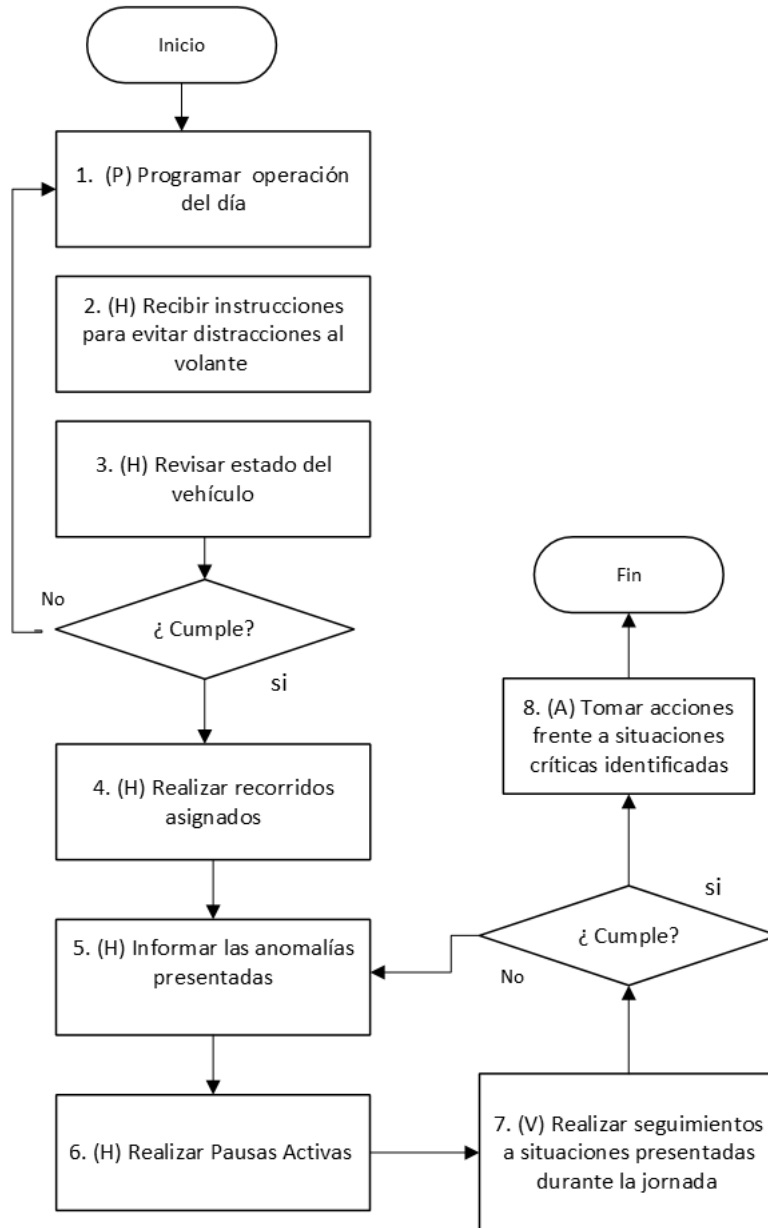 Inicio
1. (P) Programar operación
del día
2. (H) Recibir instrucciones
para evitar distracciones al
volante
3. (H) Revisar estado del
vehículo
No
¿ Cumple?
si
4. (H) Realizar recorridos
asignados
5. (H) Informar las anomalías
presentadas
6. (H) Realizar Pausas Activas
7. (V) Realizar seguimientos
a situaciones presentadas
durante la jornada
¿ Cumple?
No
si
8. (A) Tomar acciones
frente a situaciones
críticas identificadas
Fin